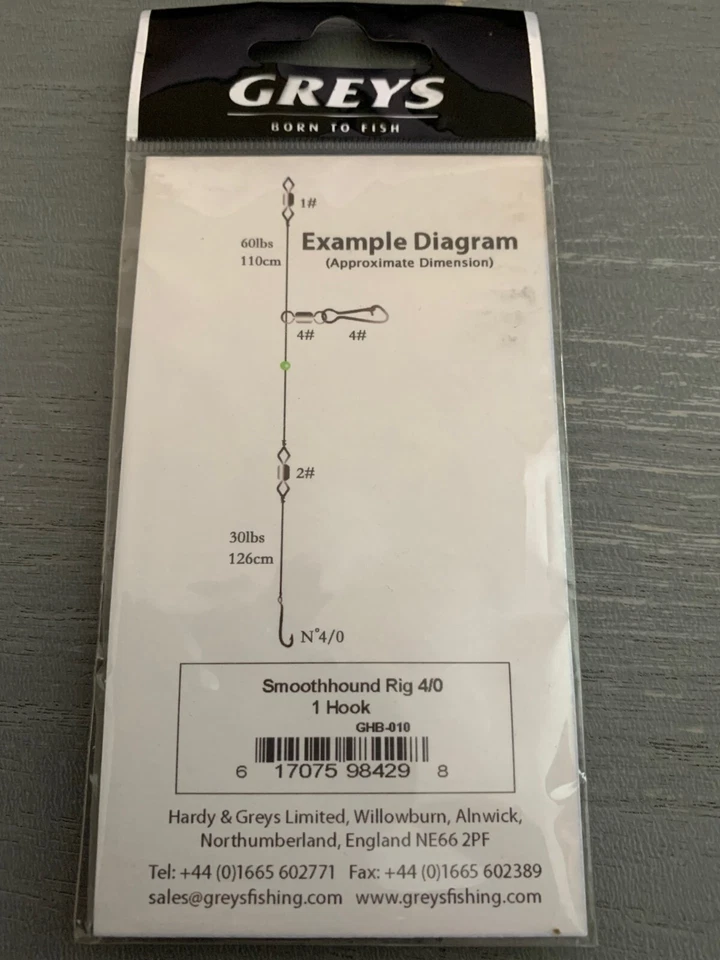 GREYS
BORN TO FISH
1#
60lbs
110cm
Example Diagram
(Approximate Dimension)
4#
4#
2#
30lbs
126cm
N°4/0
Smoothhound Rig 4/0
1 Hook
GHB-010
6 17075 98429 8
Hardy & Greys Limited, Willowburn, Alnwick,
Northumberland, England NE66 2PF
Tel: +44 (0)1665 602771 Fax: +44 (0)1665 602389
sales@greysfishing.com www.greysfishing.com